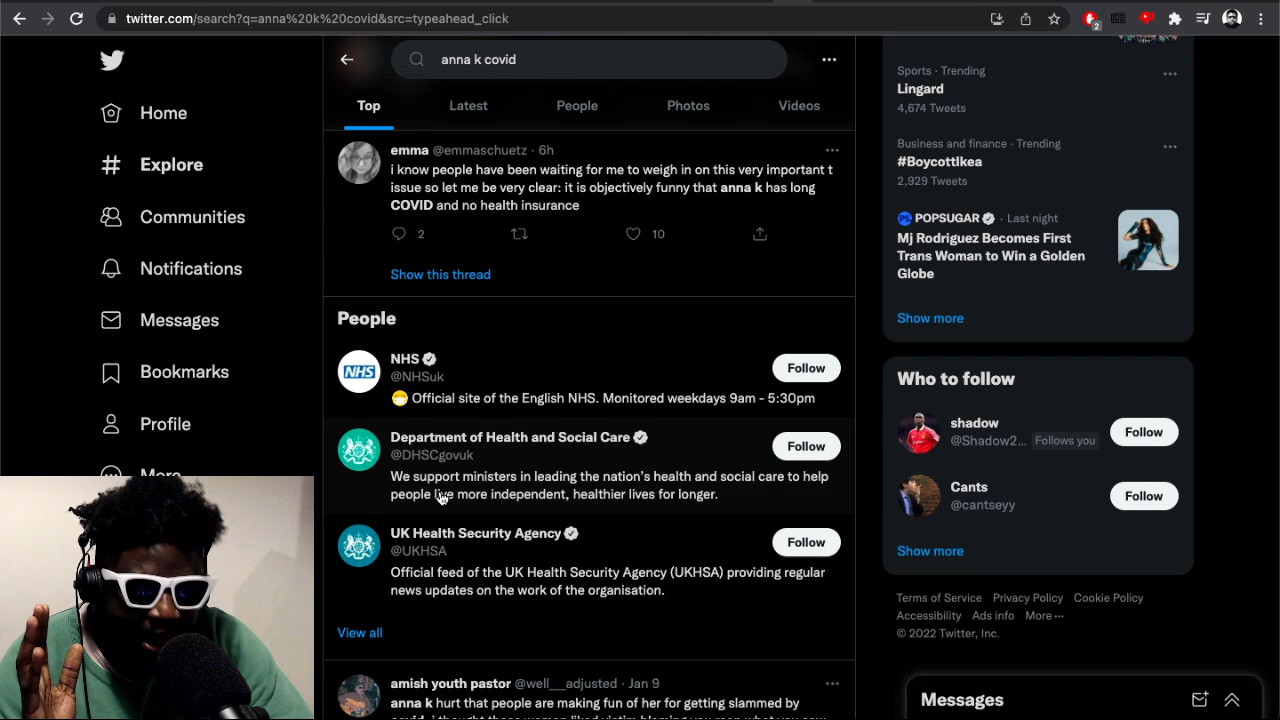 twitter.com/search?q=anna%20k%20covid&src=typeahead_click
2
Home
Explore
Communities
Notifications
Messages
Bookmarks
Profile
More
anna k covid
Top
Latest
People
Photos
Videos
emma @emmaschuetz · 6h
i know people have been waiting for me to weigh in on this very important t
issue so let me be very clear: it is objectively funny that anna k has long
COVID and no health insurance
2
10
Show this thread
People
NHS
@NHSuk
Official site of the English NHS. Monitored weekdays 9am - 5:30pm
Follow
NHS
Department of Health and Social Care
@DHSCgovuk
We support ministers in leading the nation's health and social care to help
people live more independent, healthier lives for longer.
Follow
UK Health Security Agency
@UKHSA
Official feed of the UK Health Security Agency (UKHSA) providing regular
news updates on the work of the organisation.
Follow
View all
amish youth pastor @well__adjusted · Jan 9
anna k hurt that people are making fun of her for getting slammed by
Sports · Trending
Lingard
4,674 Tweets
Business and finance · Trending
#BoycottIkea
2,929 Tweets
PS POPSUGAR · Last night
Mj Rodriguez Becomes First
Trans Woman to Win a Golden
Globe
Show more
Who to follow
shadow
@Shadow2... Follows you
Follow
Cants
@cantseyy
Follow
Show more
Terms of Service Privacy Policy Cookie Policy
Accessibility Ads info More ···
© 2022 Twitter, Inc.
Messages